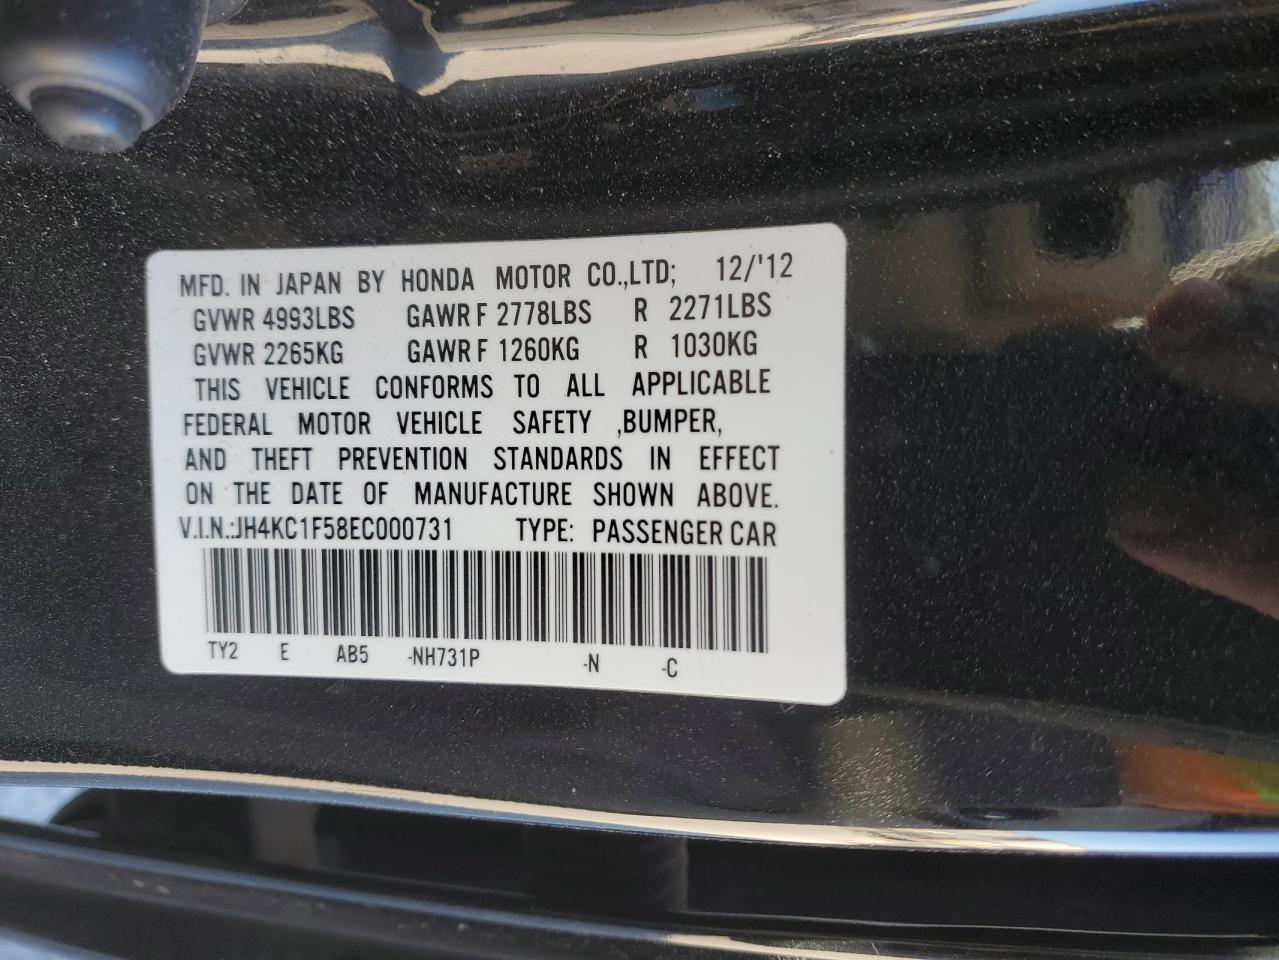 MFD. IN JAPAN BY HONDA MOTOR CO.,LTD; 12/'12
GVWR 4993LBS GAWR F 2778LBS R 2271LBS
GVWR 2265KG GAWR F 1260KG R 1030KG
THIS VEHICLE CONFORMS TO ALL APPLICABLE
FEDERAL MOTOR VEHICLE SAFETY ,BUMPER,
AND THEFT PREVENTION STANDARDS IN EFFECT
ON THE DATE OF MANUFACTURE SHOWN ABOVE.
V.I.N.:JH4KC1F58EC000731 TYPE: PASSENGER CAR
TY2 E AB5 -NH731P -N -C